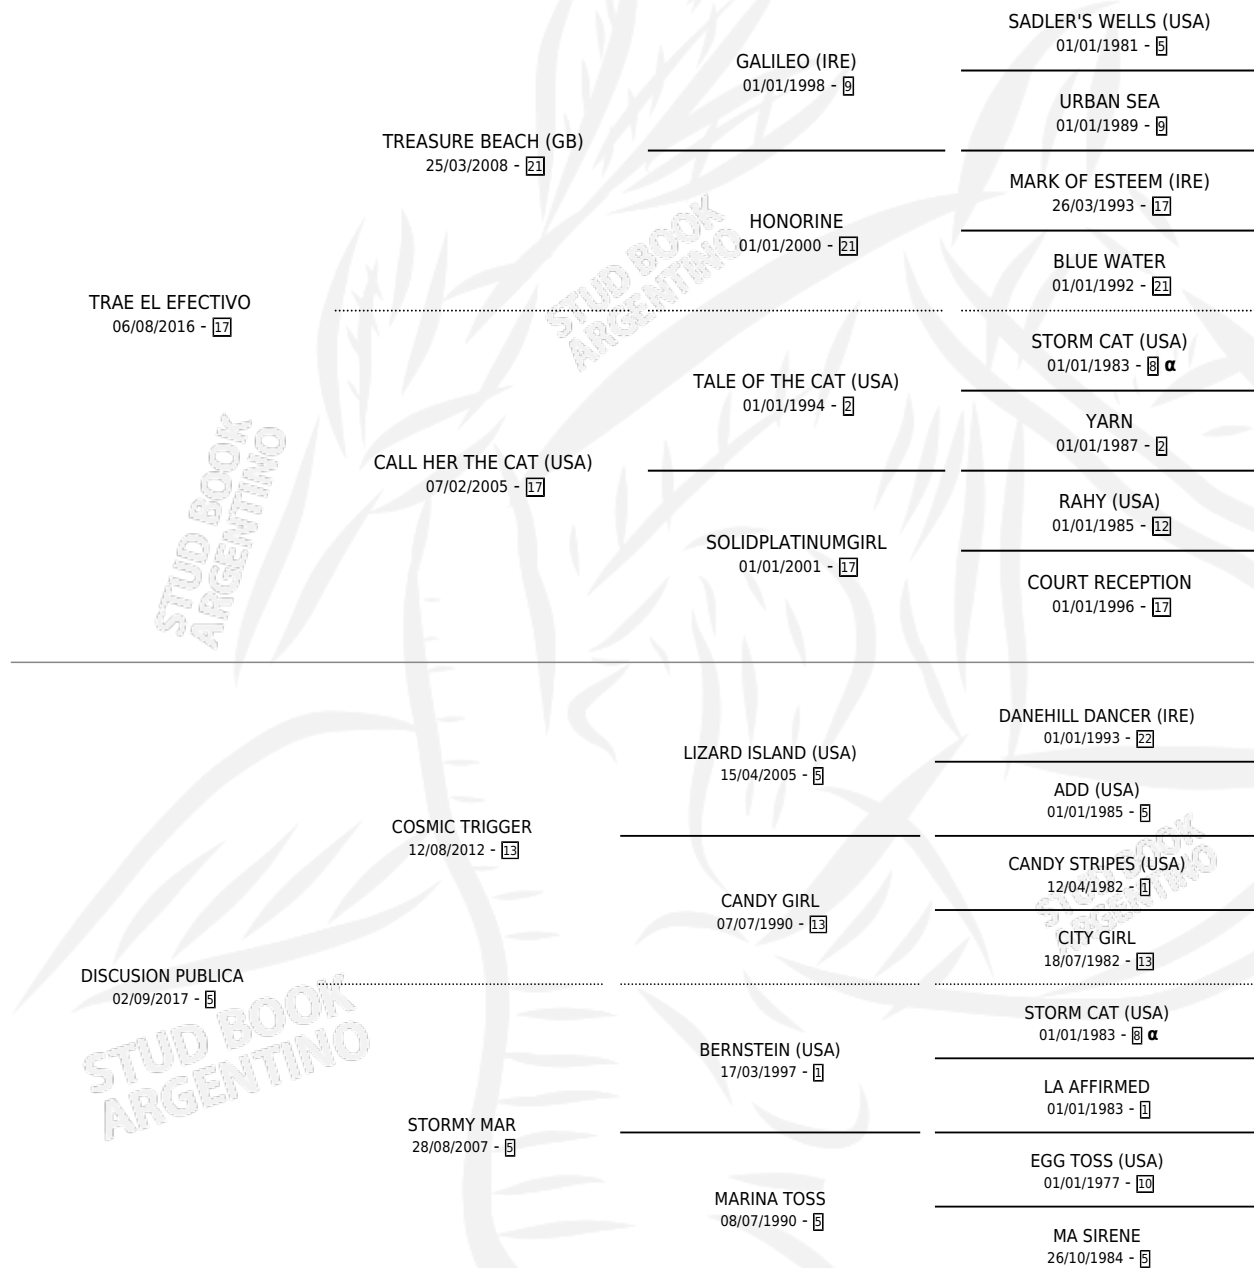 SADLER'S WELLS (USA)
01/01/1981 - 5
GALILEO (IRE)
01/01/1998 - 9
URBAN SEA
01/01/1989 - 9
TREASURE BEACH (GB)
25/03/2008 - 21
MARK OF ESTEEM (IRE)
26/03/1993 - 17
HONORINE
01/01/2000 - 21
BLUE WATER
01/01/1992 - 21
TRAE EL EFECTIVO
06/08/2016 - 17
STORM CAT (USA)
01/01/1983 - 8 α
TALE OF THE CAT (USA)
01/01/1994 - 2
YARN
01/01/1987 - 2
CALL HER THE CAT (USA)
07/02/2005 - 17
RAHY (USA)
01/01/1985 - 12
SOLIDPLATINUMGIRL
01/01/2001 - 17
COURT RECEPTION
01/01/1996 - 17
DANEHILL DANCER (IRE)
01/01/1993 - 22
LIZARD ISLAND (USA)
15/04/2005 - 5
ADD (USA)
01/01/1985 - 5
COSMIC TRIGGER
12/08/2012 - 13
CANDY STRIPES (USA)
12/04/1982 - 1
CANDY GIRL
07/07/1990 - 13
CITY GIRL
18/07/1982 - 13
DISCUSION PUBLICA
02/09/2017 - 5
STORM CAT (USA)
01/01/1983 - 8 α
BERNSTEIN (USA)
17/03/1997 - 1
LA AFFIRMED
01/01/1983 - 1
STORMY MAR
28/08/2007 - 5
EGG TOSS (USA)
01/01/1977 - 10
MARINA TOSS
08/07/1990 - 5
MA SIRENE
26/10/1984 - 5
STUD BOOK
ARGENTINO
STUD BOOK
ARGENTINO
STUD BOOK
ARGENTINO
STUD BOOK
ARGENTINO